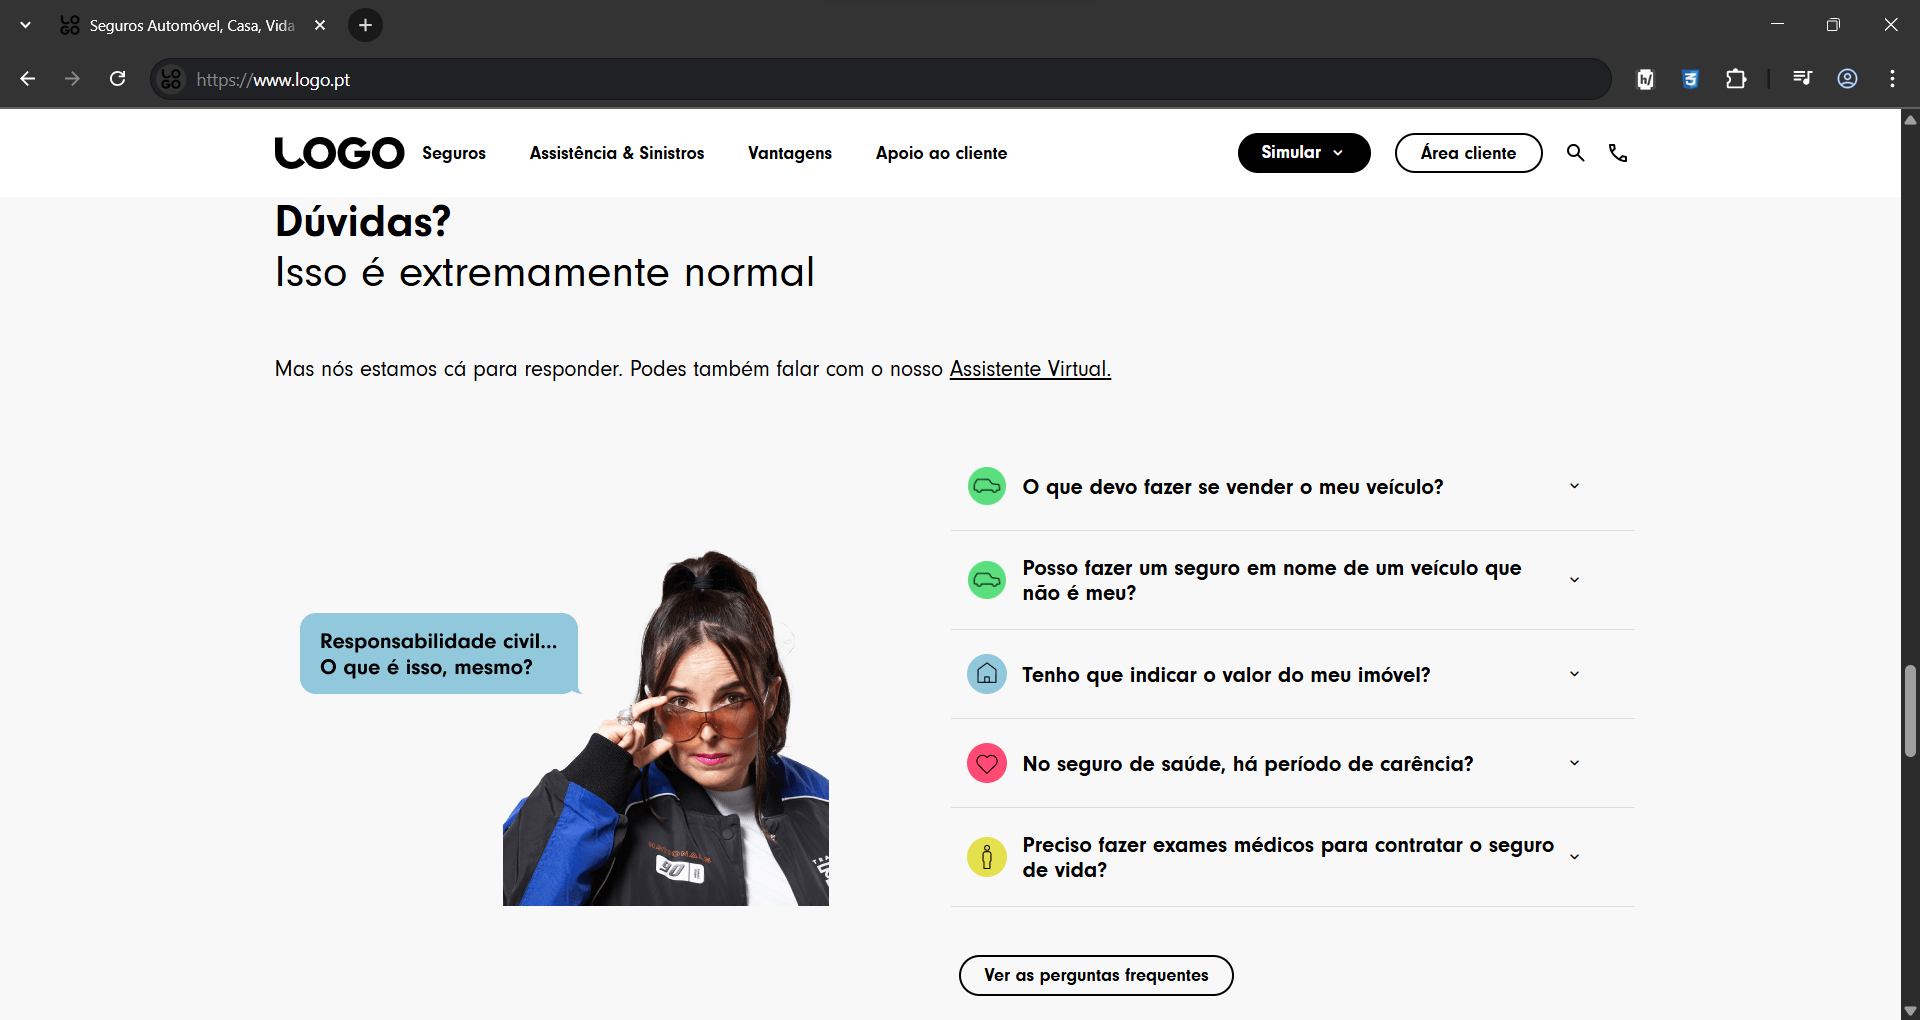 Seguros Automóvel, Casa, Vida
https://www.logo.pt
LOGO
Seguros
Assistência & Sinistros
Vantagens
Apoio ao cliente
Simular
Área cliente
Dúvidas?
Isso é extremamente normal
Mas nós estamos cá para responder. Podes também falar com o nosso Assistente Virtual.
Responsabilidade civil...
O que é isso, mesmo?
NATIONALS
90
O que devo fazer se vender o meu veículo?
Posso fazer um seguro em nome de um veículo que
não é meu?
Tenho que indicar o valor do meu imóvel?
No seguro de saúde, há período de carência?
Preciso fazer exames médicos para contratar o seguro
de vida?
Ver as perguntas frequentes